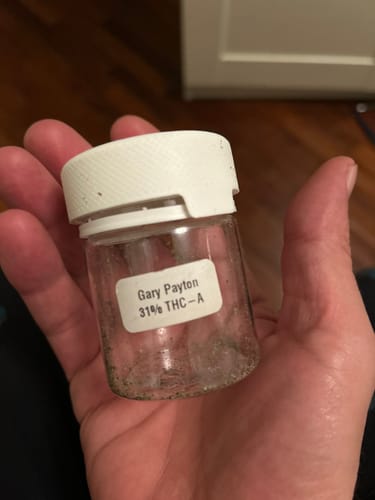 Gary Payton
31% THC-A